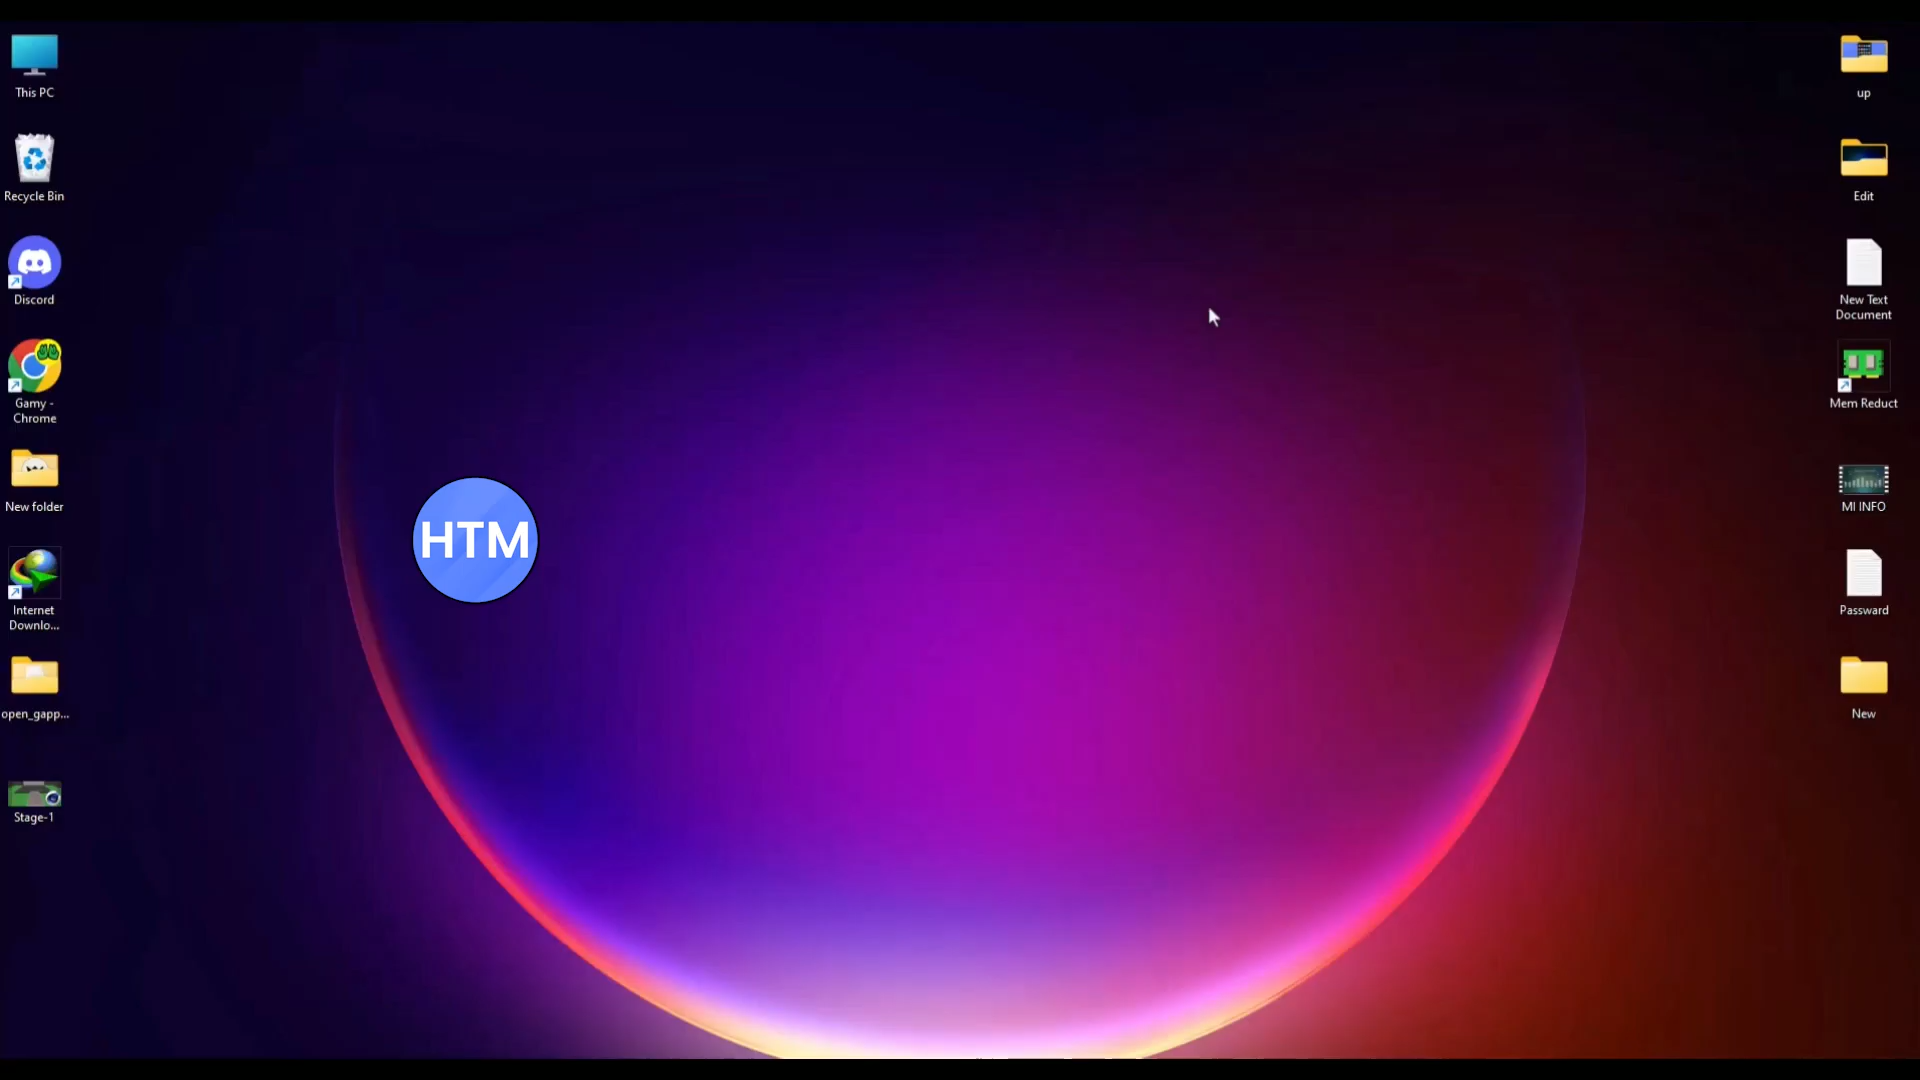 This PC
Recycle Bin
Discord
Gamy -
Chrome
New folder
Internet
Downlo...
open_gapp...
Stage-1
HTM
up
Edit
New Text
Document
Mem Reduct
MI INFO
Passward
New